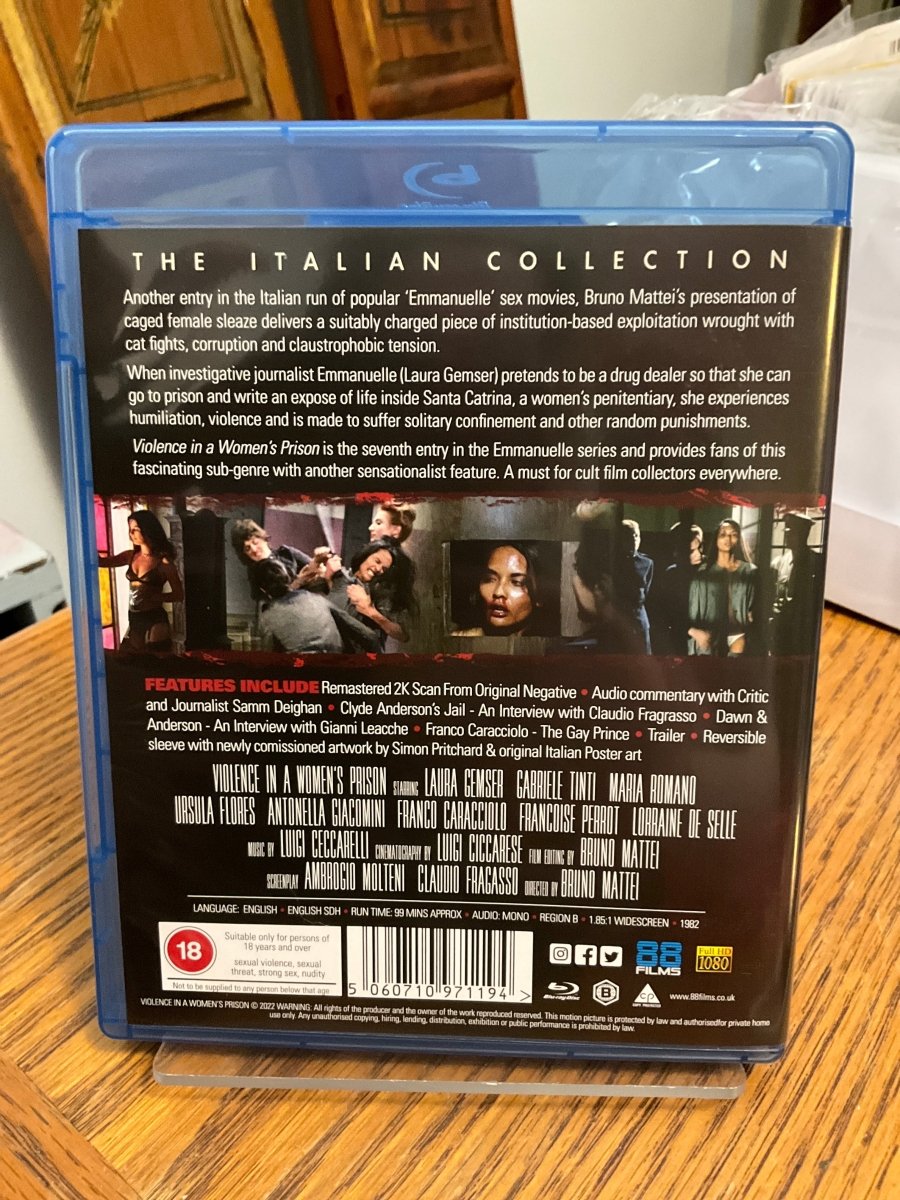 THE ITALIAN COLLECTION
Another entry in the Italian run of popular ‘Emmanuelle’ sex movies, Bruno Mattei’s presentation of
caged female sleaze delivers a suitably charged piece of institution-based exploitation wrought with
cat fights, corruption and claustrophobic tension.
When investigative journalist Emmanuelle (Laura Gemser) pretends to be a drug dealer so that she can
go to prison and write an expose of life inside Santa Catrina, a women’s penitentiary, she experiences
humiliation, violence and is made to suffer solitary confinement and other random punishments.
Violence in a Women’s Prison is the seventh entry in the Emmanuelle series and provides fans of this
fascinating sub-genre with another sensationalist feature. A must for cult film collectors everywhere.
FEATURES INCLUDE Remastered 2K Scan From Original Negative • Audio commentary with Critic
and Journalist Samm Deighan • Clyde Anderson's Jail - An Interview with Claudio Fragrasso • Dawn &
Anderson - An Interview with Gianni Leacche • Franco Caracciolo - The Gay Prince • Trailer • Reversible
sleeve with newly comissioned artwork by Simon Pritchard & original Italian Poster art
VIOLENCE IN A WOMEN'S PRISON STARRING LAURA GEMSER GABRIELE TINTI MARIA ROMANO
URSULA FLORES ANTONELLA GIACOMINI FRANCO CARACCIOLO FRANCOISE PERROT LORRAINE DE SELLE
MUSIC BY LUIGI CECCARELLI CINEMATOGRAPHY BY LUIGI CICCARESE FILM EDITING BY BRUNO MATTEI
SCREENPLAY AMBROGIO MOLTENI CLAUDIO FRAGASSO DIRECTED BY BRUNO MATTEI
LANGUAGE: ENGLISH • ENGLISH SDH • RUN TIME: 99 MINS APPROX • AUDIO: MONO • REGION B • 1.85:1 WIDESCREEN • 1982
18
Suitable only for persons of
18 years and over
sexual violence, sexual
threat, strong sex, nudity
Not to be supplied to any person below that age
5 060710 971194 >
88
FILMS
Full HD
1080
Blu-ray Disc
B
CP
COPY PROTECTED
www.88films.co.uk
VIOLENCE IN A WOMEN'S PRISON © 2022 WARNING: All rights of the producer and the owner of the work reproduced reserved. This motion picture is protected by law and authorisedfor private home
use only. Any unauthorised copying, hiring, lending, distribution, exhibition or public performance is prohibited by law.